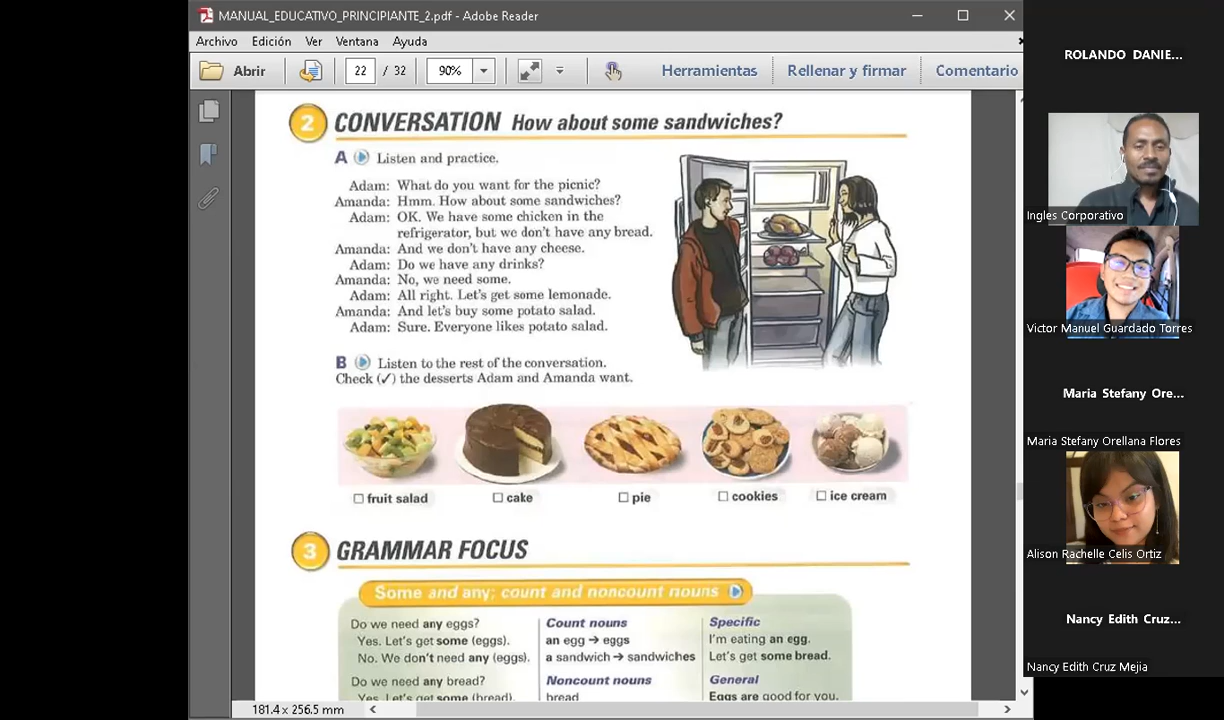 MANUAL_EDUCATIVO_PRINCIPIANTE_2.pdf - Adobe Reader
Archivo Edición Ver Ventana Ayuda
Abrir 22 / 32 90% Herramientas Rellenar y firmar Comentario
2 CONVERSATION How about some sandwiches?
A Listen and practice.
Adam: What do you want for the picnic?
Amanda: Hmm. How about some sandwiches?
Adam: OK. We have some chicken in the
refrigerator, but we don't have any bread.
Amanda: And we don't have any cheese.
Adam: Do we have any drinks?
Amanda: No, we need some.
Adam: All right. Let's get some lemonade.
Amanda: And let's buy some potato salad.
Adam: Sure. Everyone likes potato salad.
B Listen to the rest of the conversation.
Check (✓) the desserts Adam and Amanda want.
fruit salad cake pie cookies ice cream
3 GRAMMAR FOCUS
Some and any; count and noncount nouns
Do we need any eggs?
Yes. Let's get some (eggs).
No. We don't need any (eggs).
Do we need any bread?
Yes. Let's get some (bread).
Count nouns
an egg → eggs
a sandwich → sandwiches
Noncount nouns
bread
Specific
I'm eating an egg.
Let's get some bread.
General
Eggs are good for you.
181.4 x 256.5 mm
ROLANDO DANIE...
Ingles Corporativo
Victor Manuel Guardado Torres
Maria Stefany Ore...
Maria Stefany Orellana Flores
Alison Rachelle Celis Ortiz
Nancy Edith Cruz...
Nancy Edith Cruz Mejia